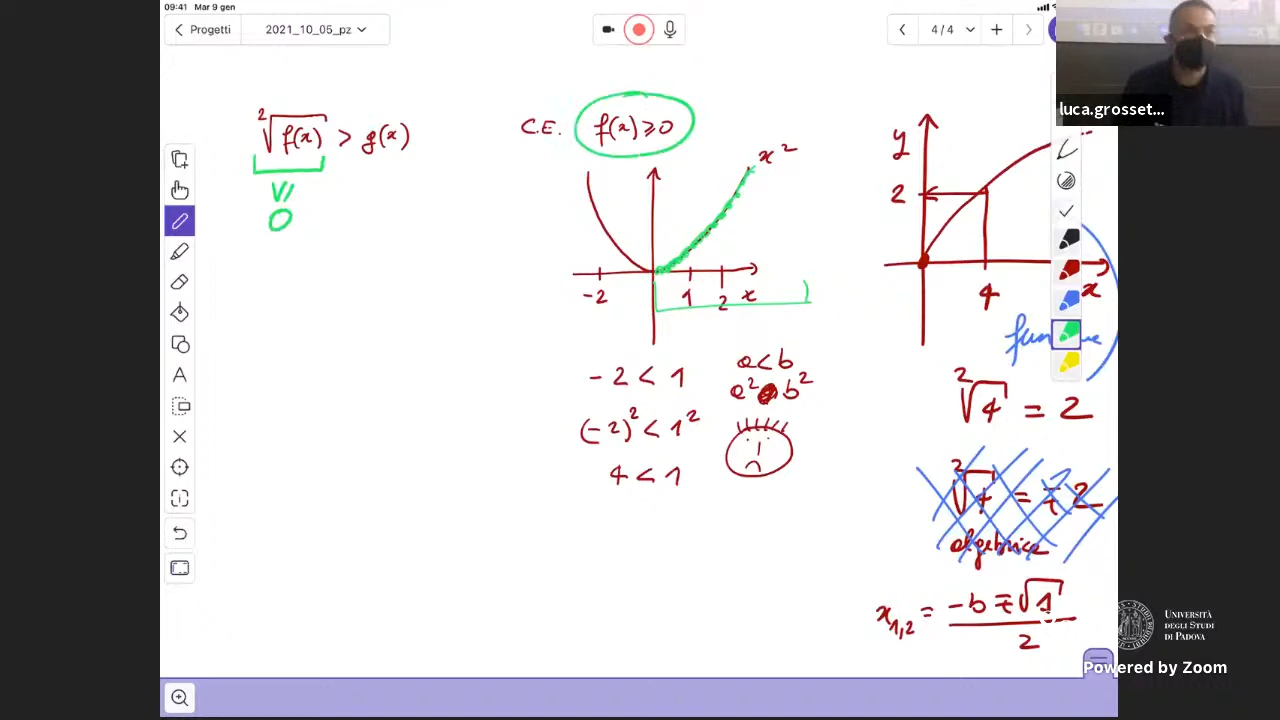 09:41 Mar 9 gen
Progetti
2021_10_05_pz
4/4
luca.grosset...
²√f(x) > g(x)
0
C.E. f(x) ⩾ 0
x²
-2 1 2 x
y
2
4 x
-2 < 1
a < b
(-2)² < 1²
a² b²
4 < 1
²√4 = 2
²√4 = ∓ 2
algebrica
x₁,₂ = -b ∓ √1
2
A
UNIVERSITÀ
DEGLI STUDI
DI PADOVA
Powered by Zoom